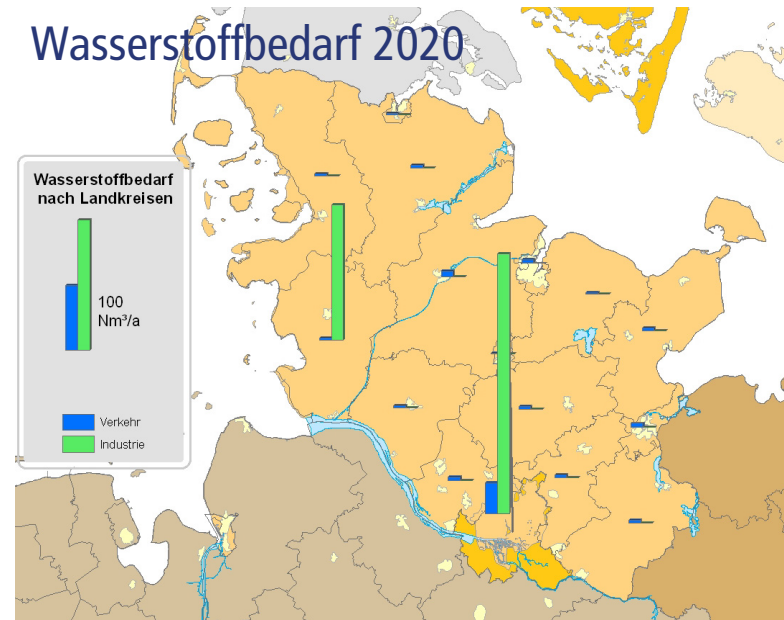 Wasserstoffbedarf 2020
Wasserstoffbedarf
nach Landkreisen
100
Nm³/a
Verkehr
Industrie